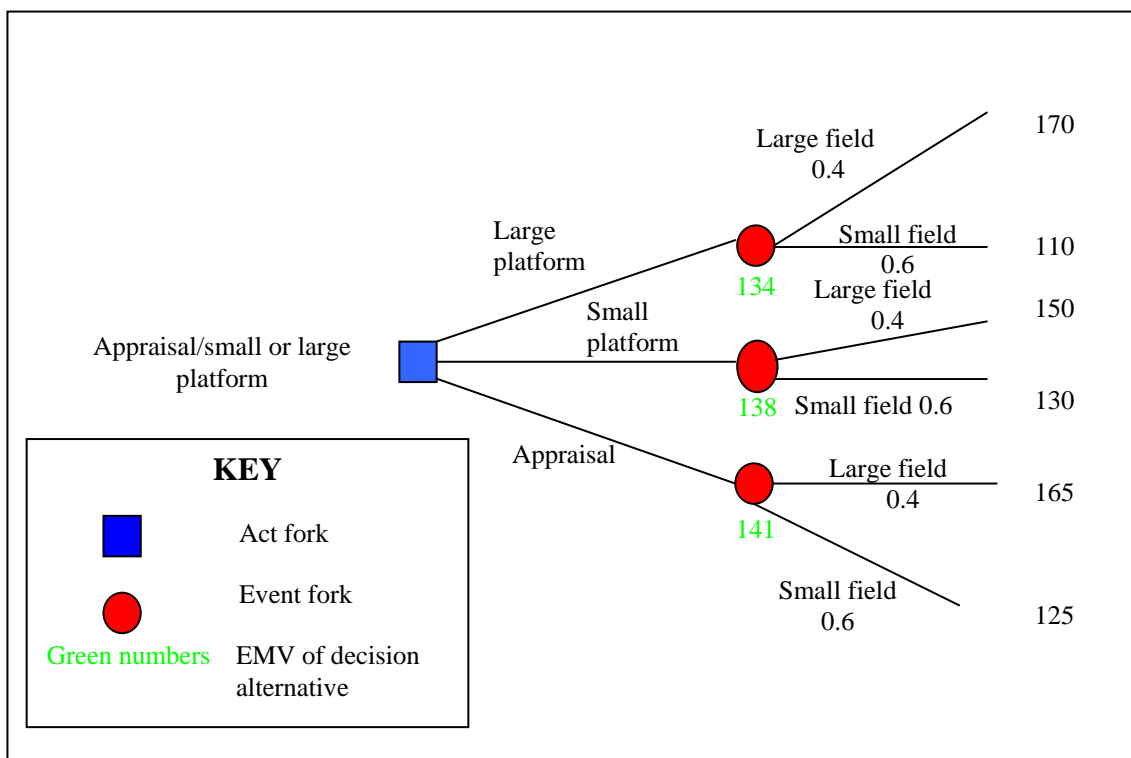 Large field
0.4
170
Large
platform
Small field
0.6
110
134
Large field
0.4
150
Small
platform
Appraisal/small or large
platform
138
Small field 0.6
130
Appraisal
Large field
0.4
165
141
Small field
0.6
125
KEY
Act fork
Event fork
Green numbers
EMV of decision
alternative